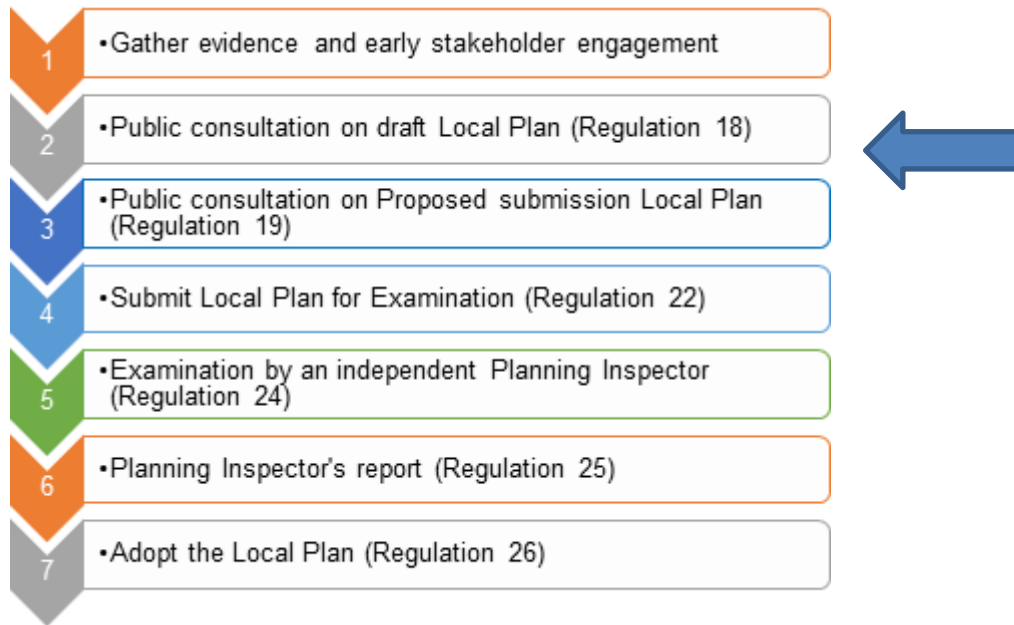 1
•Gather evidence and early stakeholder engagement
2
•Public consultation on draft Local Plan (Regulation 18)
3
•Public consultation on Proposed submission Local Plan
(Regulation 19)
4
•Submit Local Plan for Examination (Regulation 22)
5
•Examination by an independent Planning Inspector
(Regulation 24)
6
•Planning Inspector's report (Regulation 25)
7
•Adopt the Local Plan (Regulation 26)